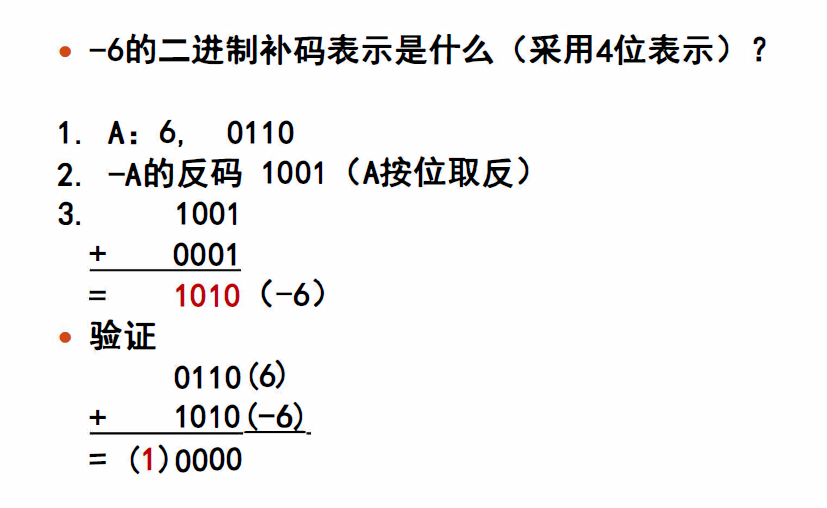 • -6的二进制补码表示是什么（采用4位表示）？
1. A：6, 0110
2. -A的反码 1001（A按位取反）
3. 1001
+ 0001
= 1010（-6）
• 验证
0110(6)
+ 1010(-6)
= (1)0000